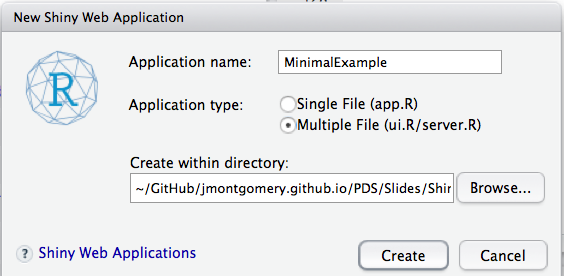 New Shiny Web Application
R
Application name: MinimalExample
Application type: Single File (app.R)
Multiple File (ui.R/server.R)
Create within directory:
~/GitHub/jmontgomery.github.io/PDS/Slides/Shir Browse...
? Shiny Web Applications Create Cancel